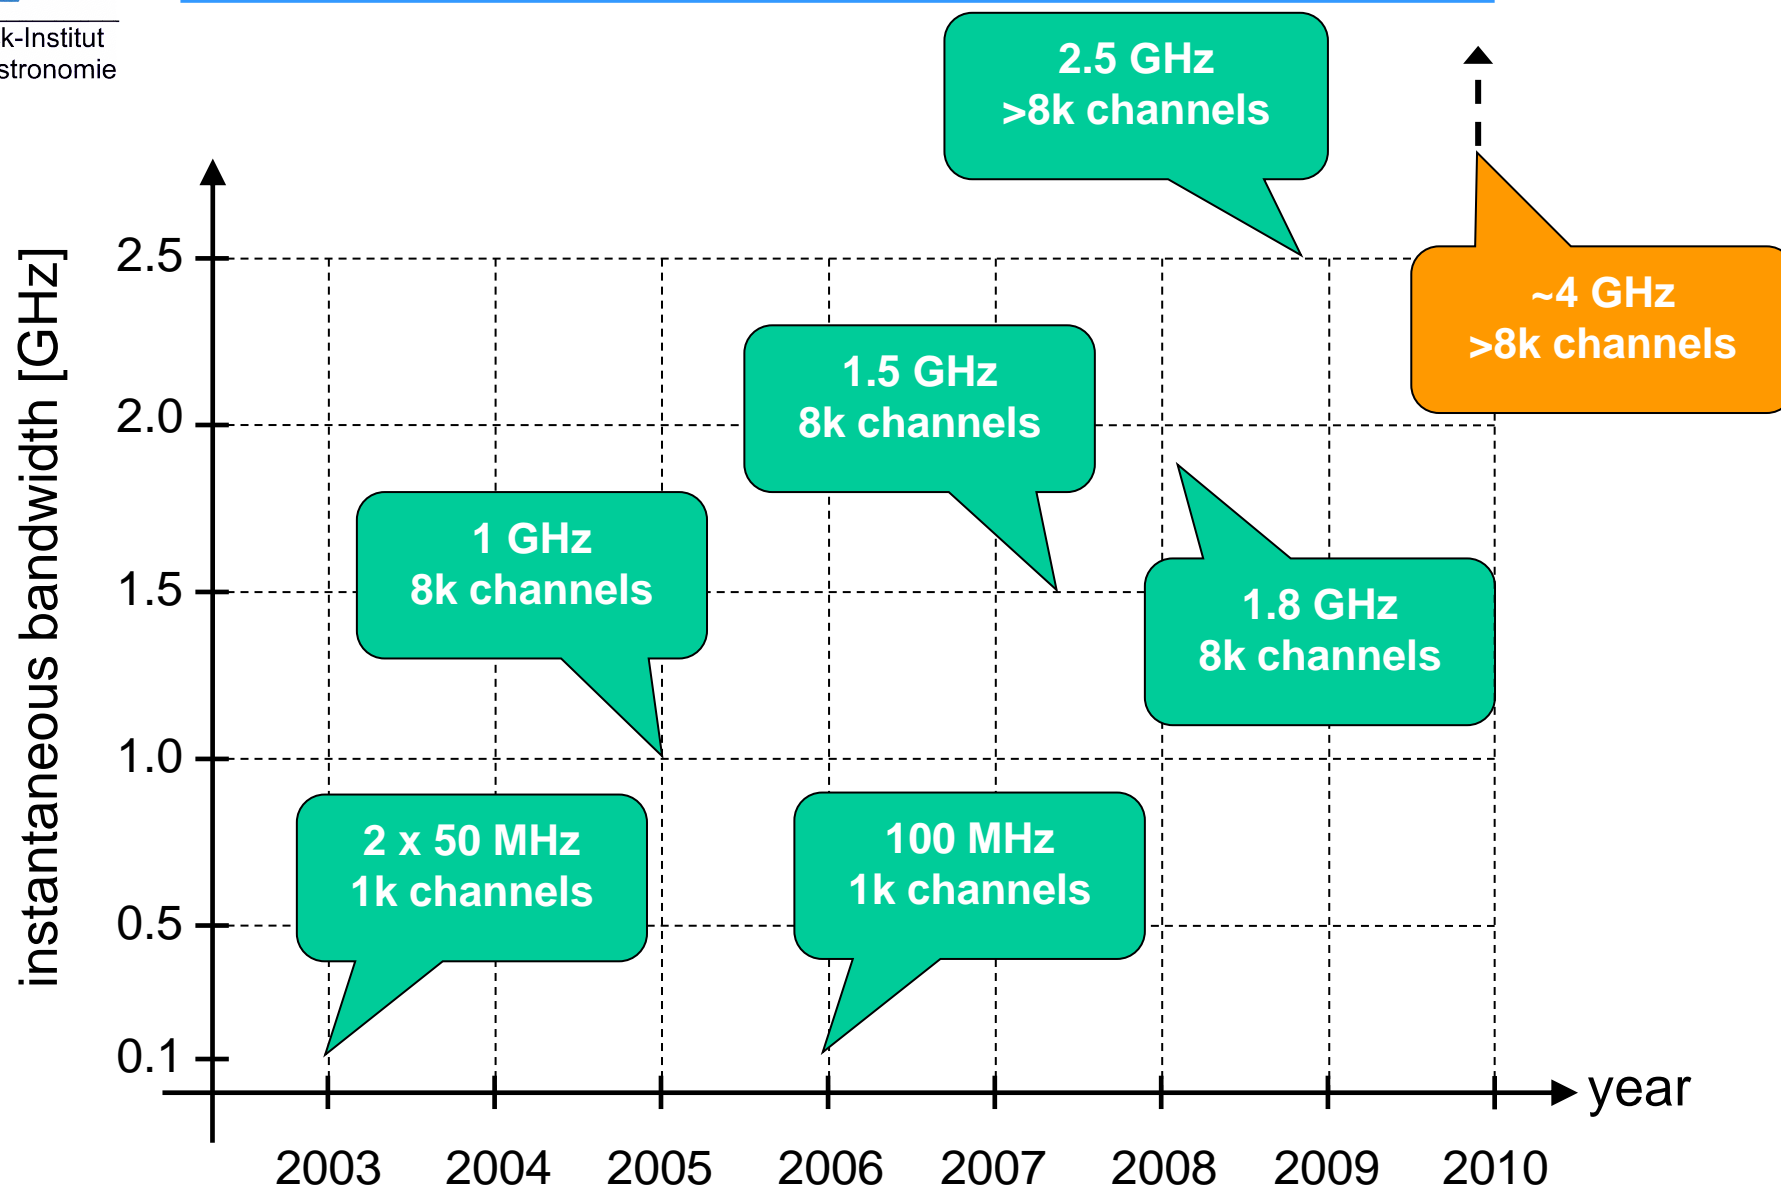 k-Institut
stronomie
2.5 GHz
>8k channels
~4 GHz
>8k channels
1.5 GHz
8k channels
1 GHz
8k channels
1.8 GHz
8k channels
2 x 50 MHz
1k channels
100 MHz
1k channels
instantaneous bandwidth [GHz]
2.5
2.0
1.5
1.0
0.5
0.1
year
2003 2004 2005 2006 2007 2008 2009 2010